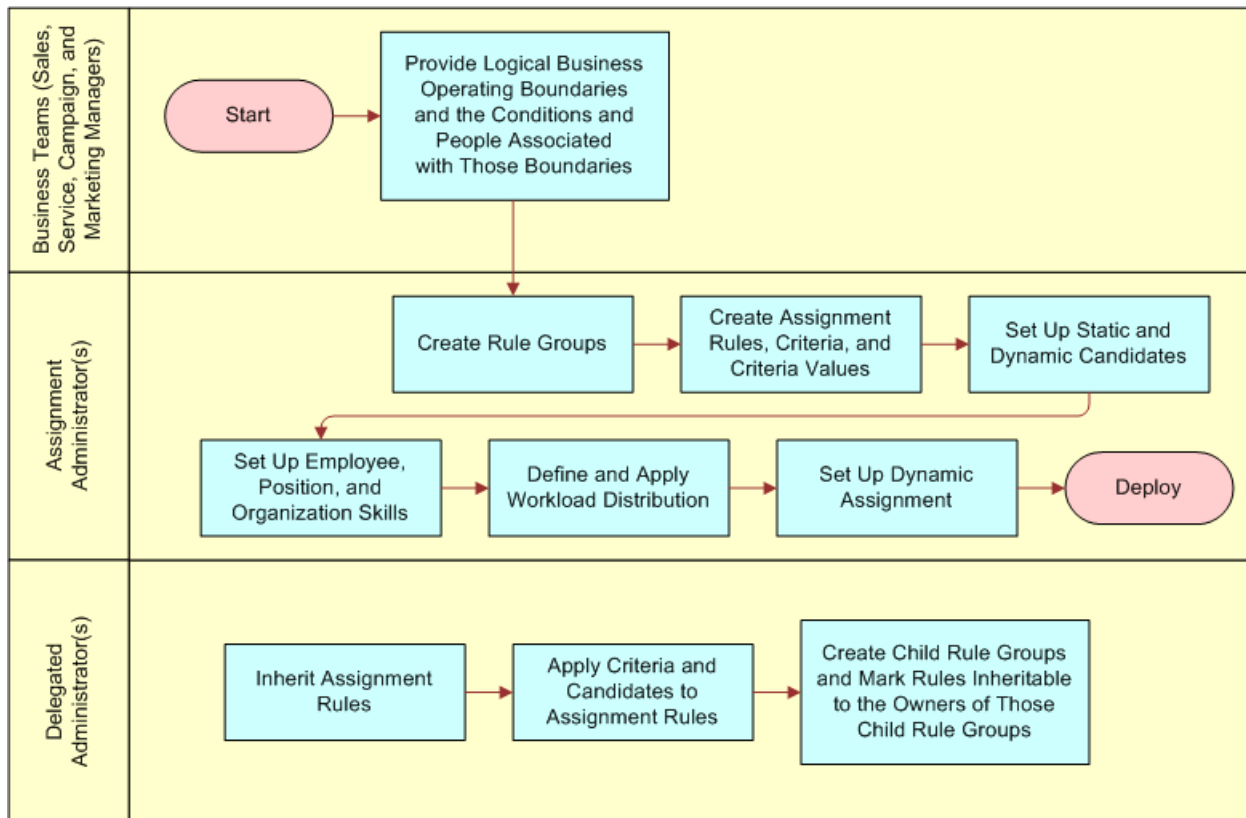 Business Teams (Sales,
Service, Campaign, and
Marketing Managers)
Start
Provide Logical Business
Operating Boundaries
and the Conditions and
People Associated
with Those Boundaries
Assignment
Administrator(s)
Create Rule Groups
Create Assignment
Rules, Criteria, and
Criteria Values
Set Up Static and
Dynamic Candidates
Set Up Employee,
Position, and
Organization Skills
Define and Apply
Workload Distribution
Set Up Dynamic
Assignment
Deploy
Delegated
Administrator(s)
Inherit Assignment
Rules
Apply Criteria and
Candidates to
Assignment Rules
Create Child Rule Groups
and Mark Rules Inheritable
to the Owners of Those
Child Rule Groups